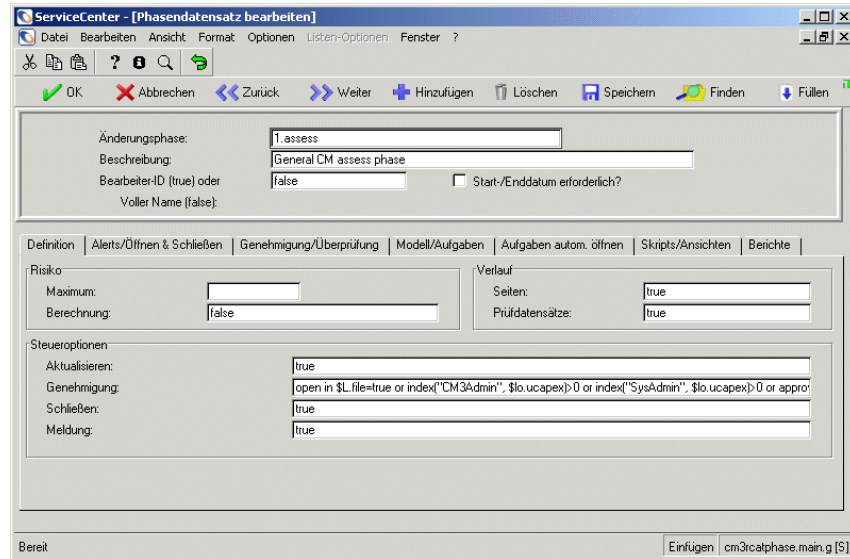 ServiceCenter - [Phasendatensatz bearbeiten]
Datei Bearbeiten Ansicht Format Optionen Listen-Optionen Fenster ?
OK Abbrechen Zurück Weiter Hinzufügen Löschen Speichern Finden Füllen
Änderungsphase: 1.assess
Beschreibung: General CM assess phase
Bearbeiter-ID (true) oder false Start-/Enddatum erforderlich?
Voller Name (false):
Definition Alerts/Öffnen & Schließen Genehmigung/Überprüfung Modell/Aufgaben Aufgaben autom. öffnen Skripts/Ansichten Berichte
Risiko Verlauf
Maximum: Seiten: true
Berechnung: false Prüfdatensätze: true
Steueroptionen
Aktualisieren: true
Genehmigung: open in $L.file=true or index("CM3Admin", $lo.ucapex)>0 or index("SysAdmin", $lo.ucapex)>0 or approv
Schließen: true
Meldung: true
Bereit Einfügen cm3rcatphase.main.g [S]